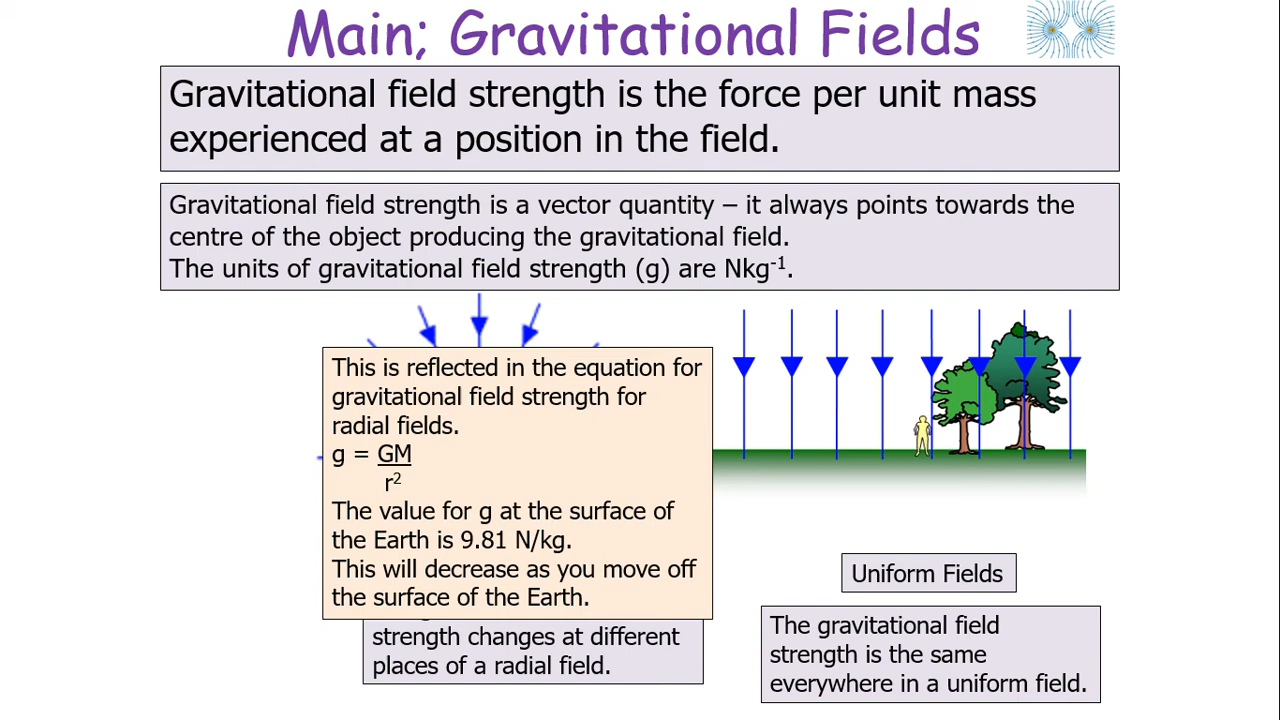 Main; Gravitational Fields
Gravitational field strength is the force per unit mass
experienced at a position in the field.
Gravitational field strength is a vector quantity – it always points towards the
centre of the object producing the gravitational field.
The units of gravitational field strength (g) are Nkg⁻¹.
This is reflected in the equation for
gravitational field strength for
radial fields.
g = GM
r²
The value for g at the surface of
the Earth is 9.81 N/kg.
This will decrease as you move off
the surface of the Earth.
strength changes at different
places of a radial field.
Uniform Fields
The gravitational field
strength is the same
everywhere in a uniform field.